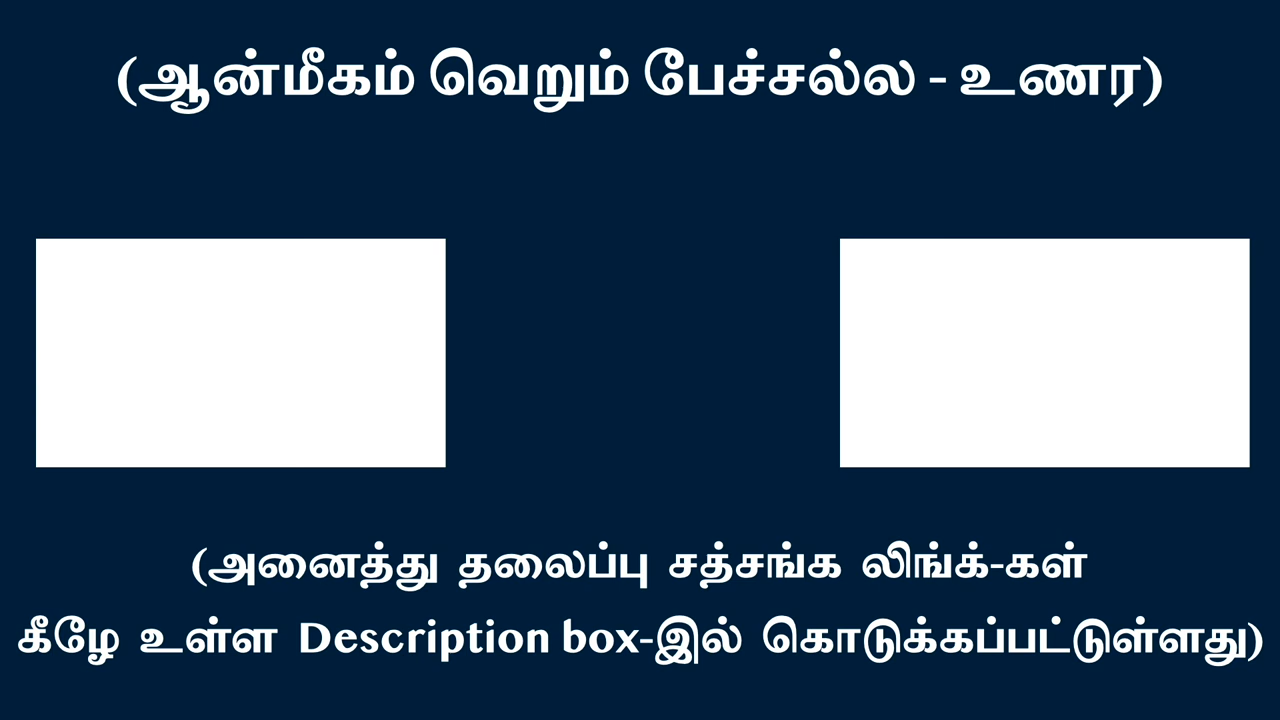 (ஆன்மீகம் வெறும் பேச்சல்ல - உணர)
(அனைத்து தலைப்பு சத்சங்க லிங்க்-கள்
கீழே உள்ள Description box-இல் கொடுக்கப்பட்டுள்ளது)